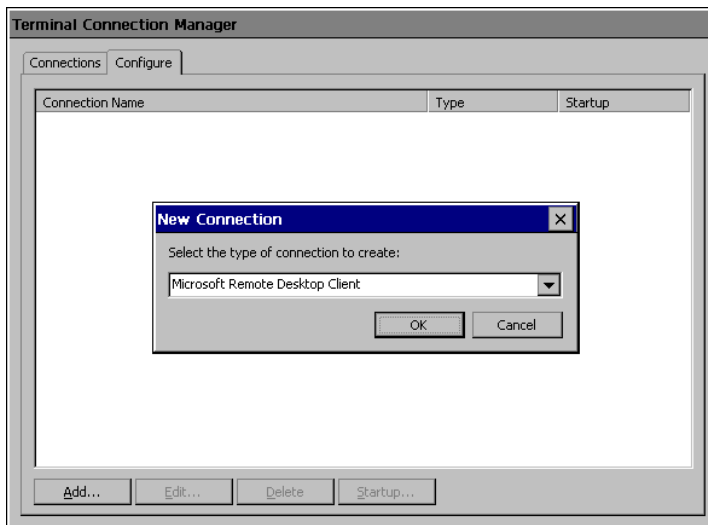 Terminal Connection Manager
Connections Configure
Connection Name Type Startup
New Connection
Select the type of connection to create:
Microsoft Remote Desktop Client
OK Cancel
Add... Edit... Delete Startup...